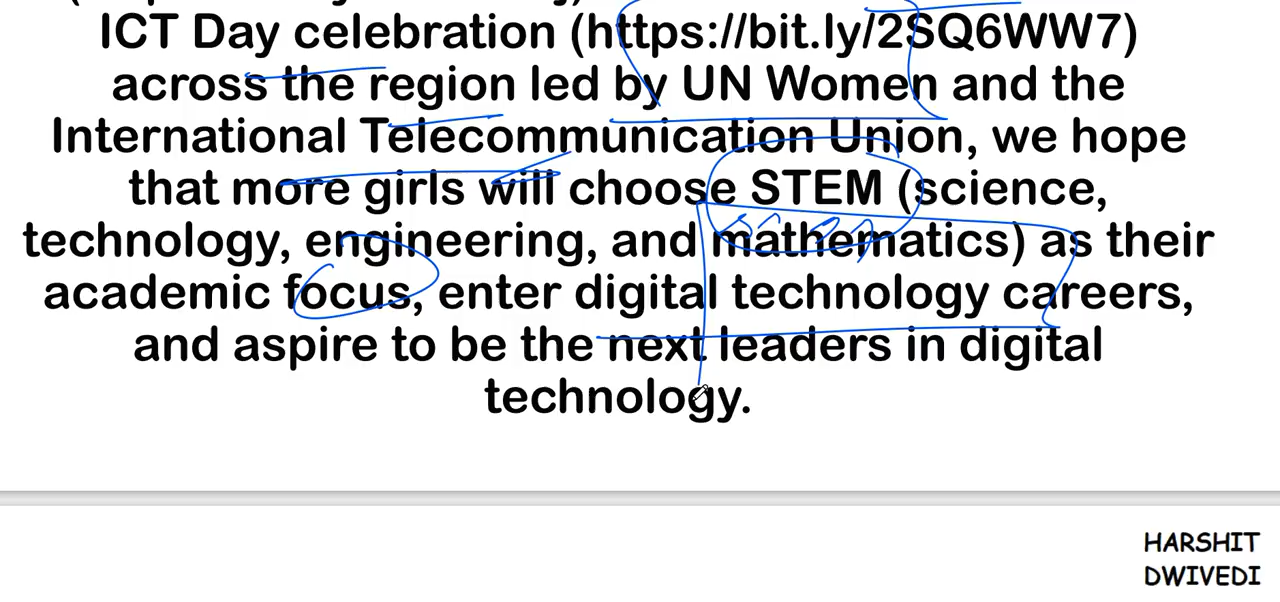 ICT Day celebration (https://bit.ly/2SQ6WW7)
across the region led by UN Women and the
International Telecommunication Union, we hope
that more girls will choose STEM (science,
technology, engineering, and mathematics) as their
academic focus, enter digital technology careers,
and aspire to be the next leaders in digital
technology.
HARSHIT
DWIVEDI